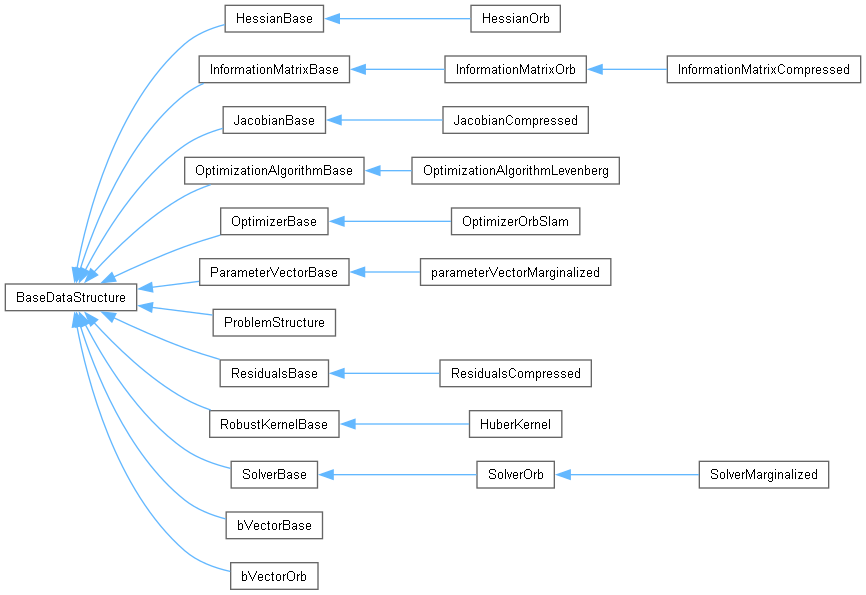 HessianBase
HessianOrb
InformationMatrixBase
InformationMatrixOrb
InformationMatrixCompressed
JacobianBase
JacobianCompressed
OptimizationAlgorithmBase
OptimizationAlgorithmLevenberg
OptimizerBase
OptimizerOrbSlam
ParameterVectorBase
parameterVectorMarginalized
BaseDataStructure
ProblemStructure
ResidualsBase
ResidualsCompressed
RobustKernelBase
HuberKernel
SolverBase
SolverOrb
SolverMarginalized
bVectorBase
bVectorOrb